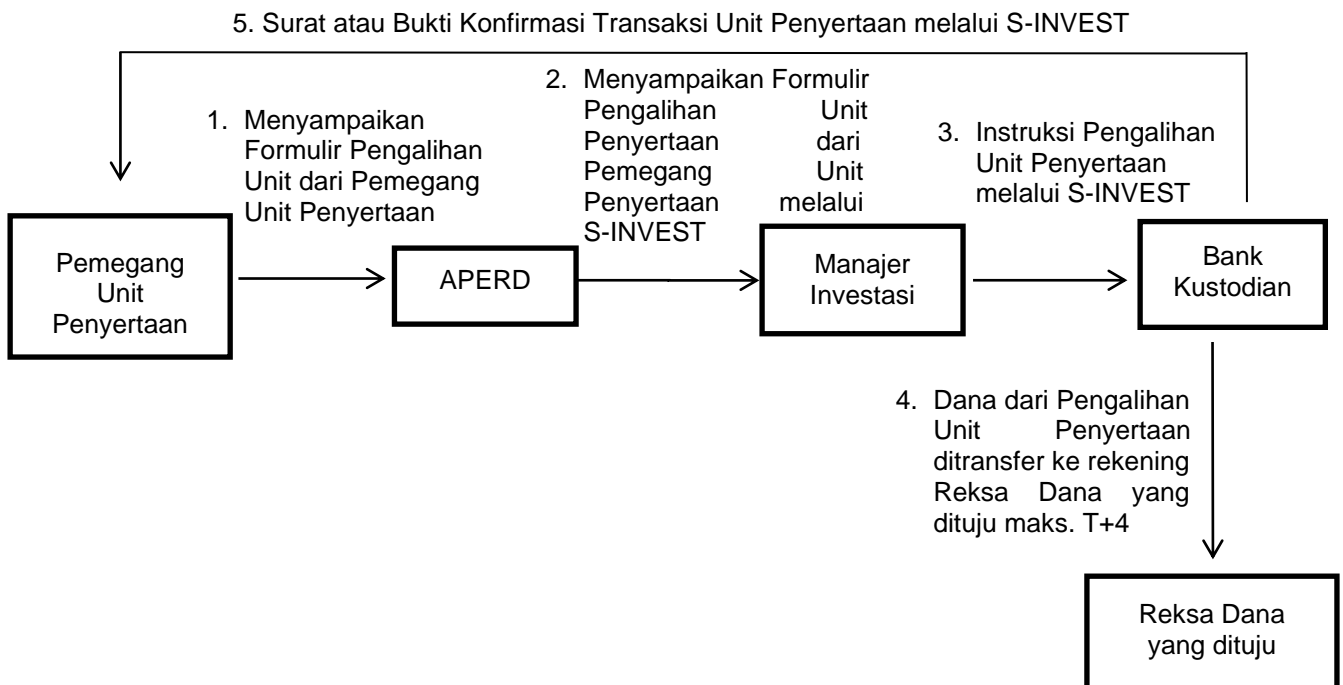 5. Surat atau Bukti Konfirmasi Transaksi Unit Penyertaan melalui S-INVEST
1. Menyampaikan
Formulir Pengalihan
Unit dari Pemegang
Unit Penyertaan
2. Menyampaikan Formulir
Pengalihan Unit
Penyertaan dari
Pemegang Unit
Penyertaan melalui
S-INVEST
3. Instruksi Pengalihan
Unit Penyertaan
melalui S-INVEST
Pemegang
Unit
Penyertaan
APERD
Manajer
Investasi
Bank
Kustodian
4. Dana dari Pengalihan
Unit Penyertaan
ditransfer ke rekening
Reksa Dana yang
dituju maks. T+4
Reksa Dana
yang dituju